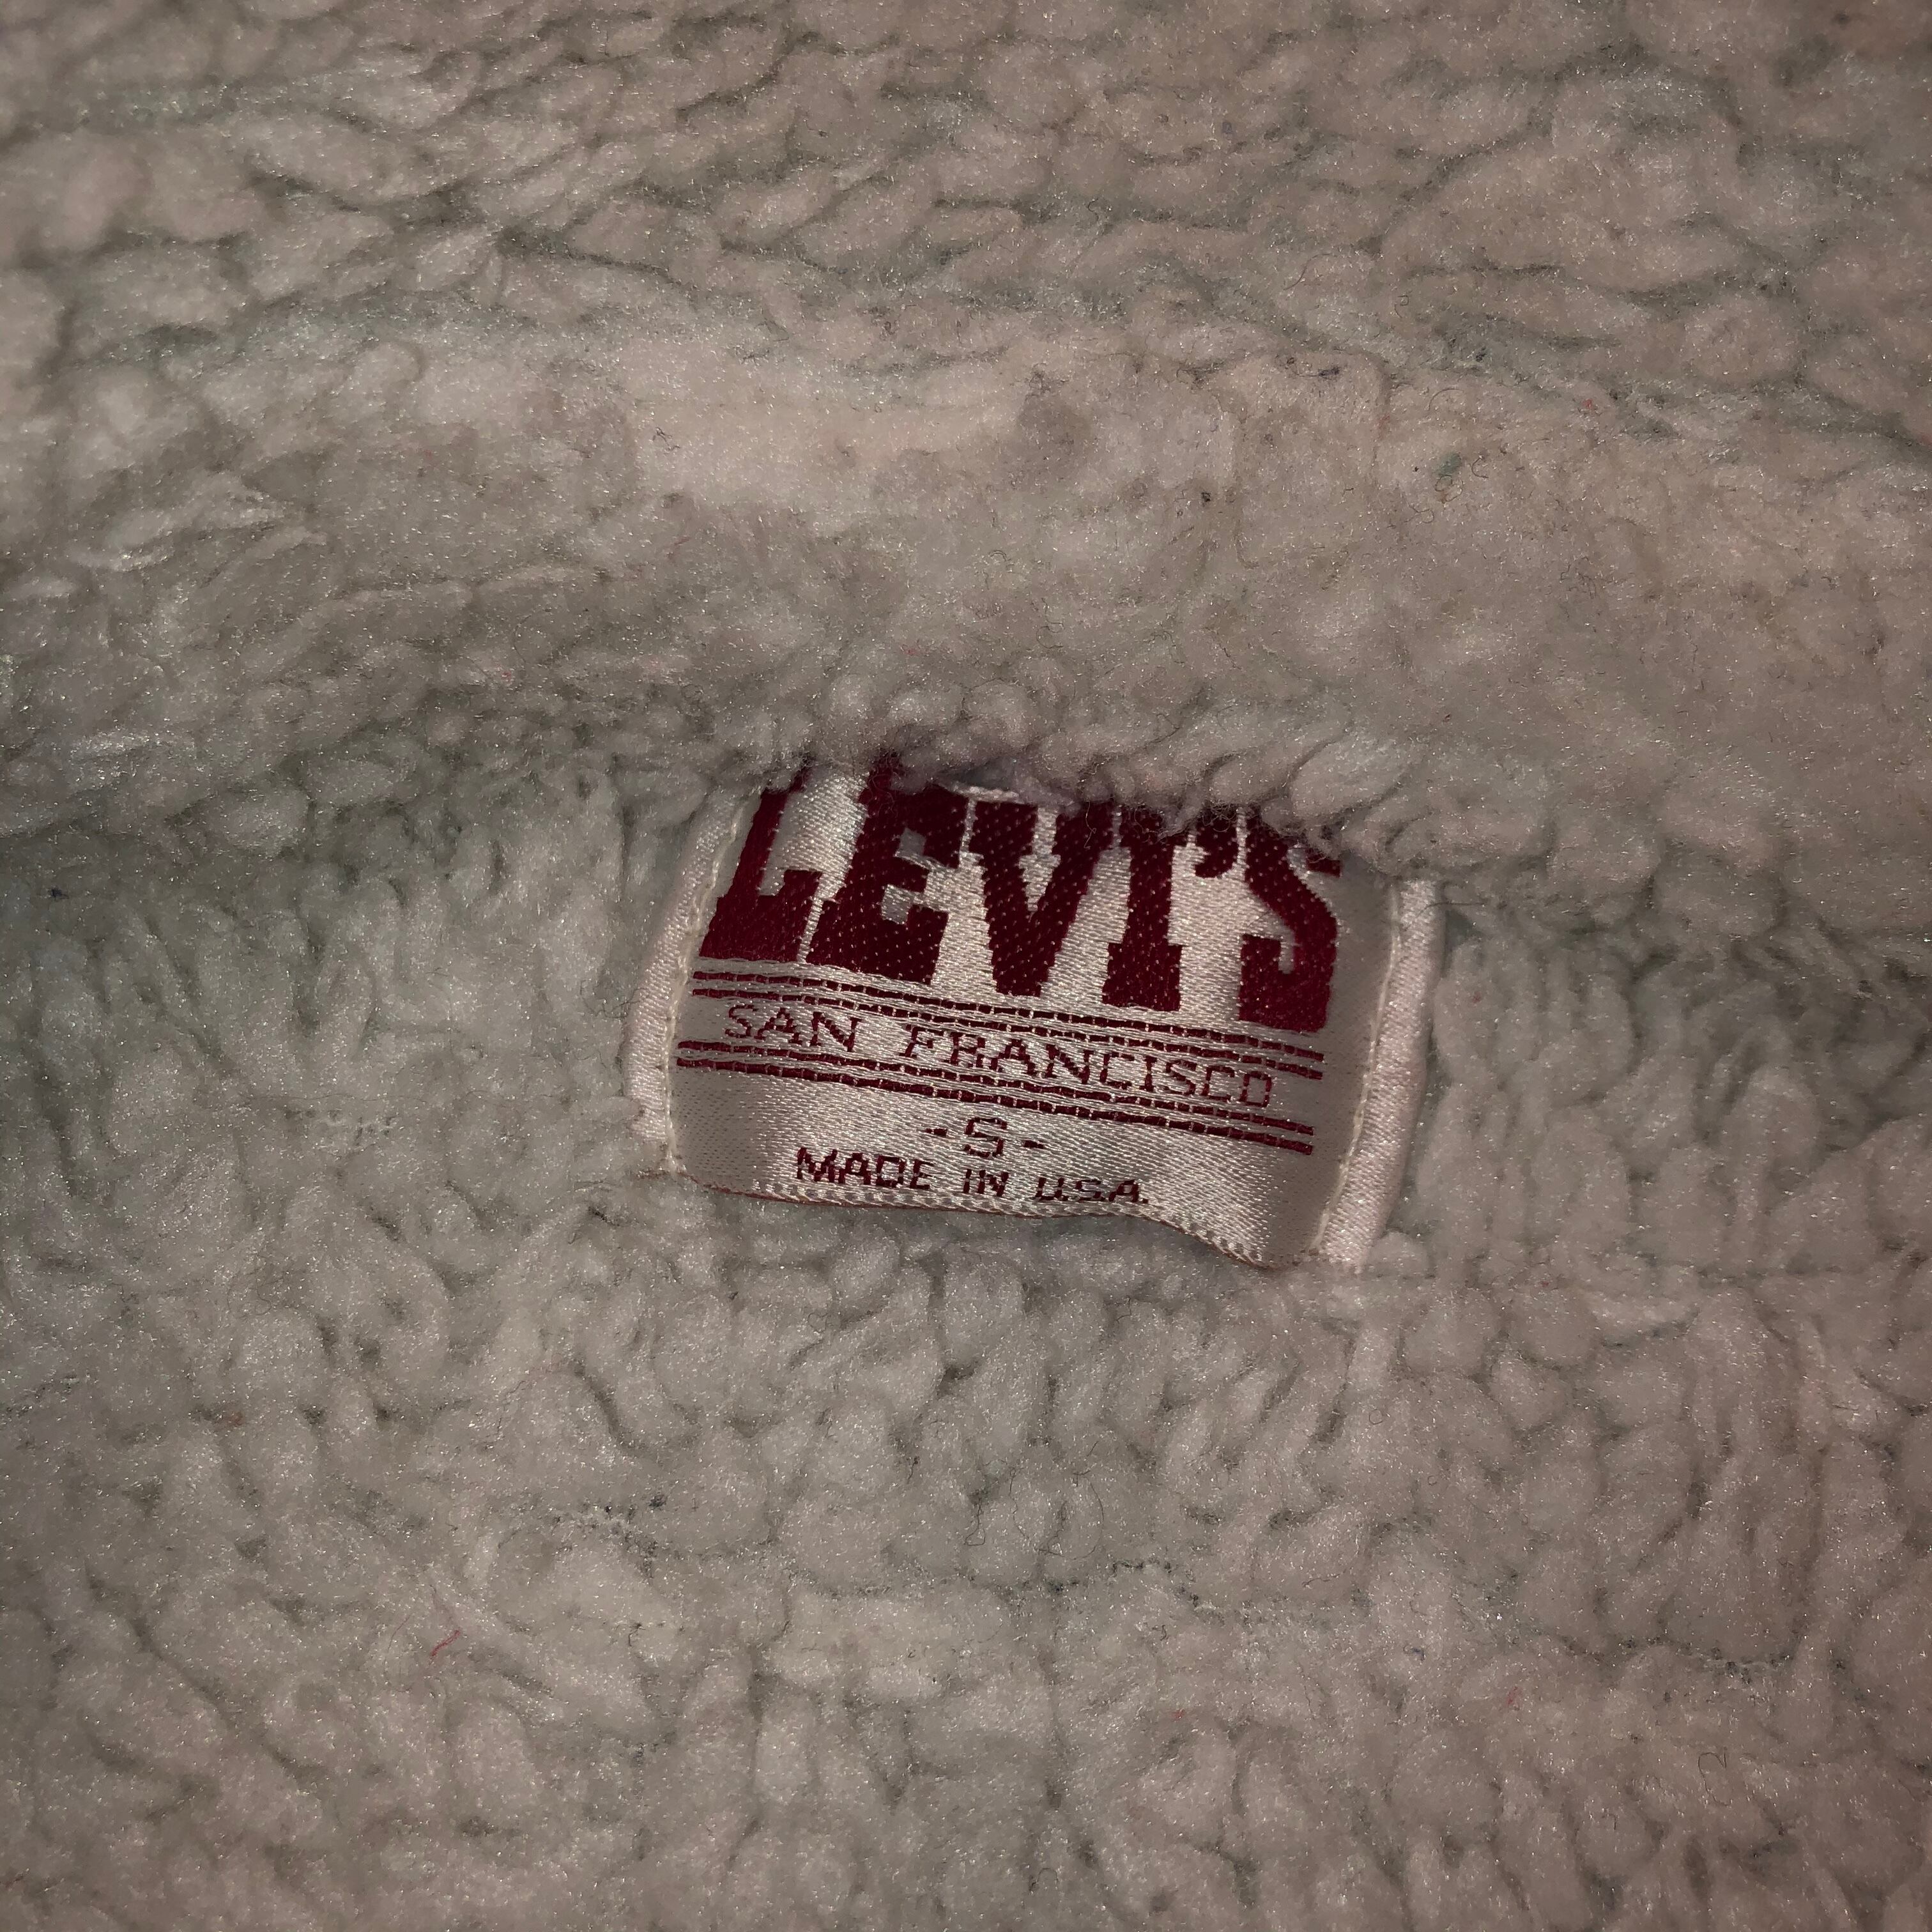 LEVI'S
SAN FRANCISCO
-S-
MADE IN U.S.A.